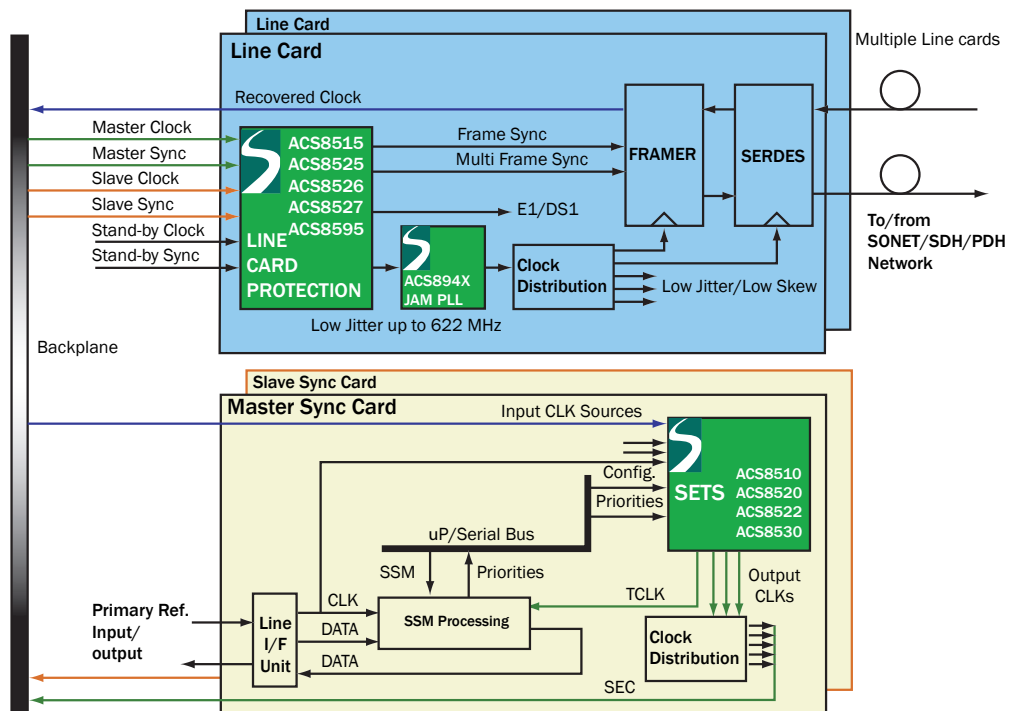 Line Card
Line Card
Multiple Line cards
Recovered Clock
Master Clock
Master Sync
Slave Clock
Slave Sync
Stand-by Clock
Stand-by Sync
ACS8515
ACS8525
ACS8526
ACS8527
ACS8595
LINE
CARD
PROTECTION
Frame Sync
Multi Frame Sync
E1/DS1
FRAMER
SERDES
To/from
SONET/SDH/PDH
Network
ACS894X
JAM PLL
Clock
Distribution
Low Jitter/Low Skew
Low Jitter up to 622 MHz
Backplane
Slave Sync Card
Master Sync Card
Input CLK Sources
Config.
Priorities
SETS
ACS8510
ACS8520
ACS8522
ACS8530
uP/Serial Bus
SSM
Priorities
TCLK
Output
CLKs
Primary Ref.
Input/
output
Line
I/F
Unit
CLK
DATA
DATA
SSM Processing
Clock
Distribution
SEC